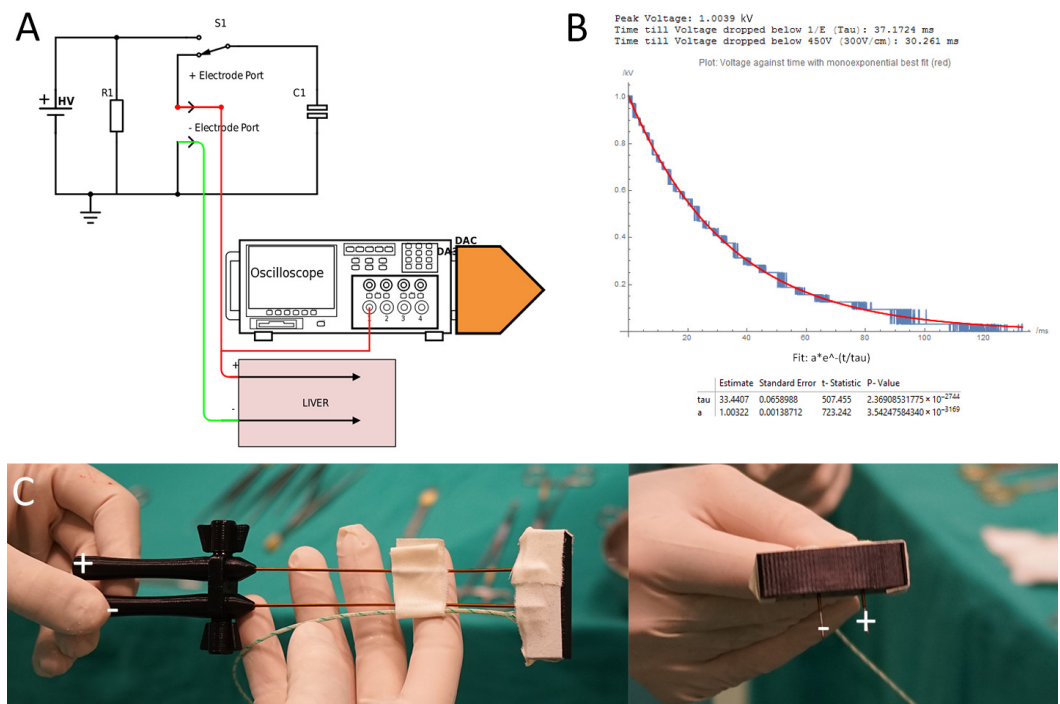 A
S1
+ Electrode Port
+
HV
R1
C1
- Electrode Port
Oscilloscope
DAC
1
2
3
4
+
LIVER
-
B
Peak Voltage: 1.0039 kV
Time till Voltage dropped below 1/E (Tau): 37.1724 ms
Time till Voltage dropped below 450V (300V/cm): 30.261 ms
Plot: Voltage against time with monoexponential best fit (red)
/kV
1.0
0.8
0.6
0.4
0.2
20
40
60
80
100
120
/ms
Fit: a*e^-(t/tau)
Estimate Standard Error t- Statistic P- Value
tau 33.4407 0.0658988 507.455 2.36908531775 × 10^-2744
a 1.00322 0.00138712 723.242 3.54247584340 × 10^-3169
C
+
-
-
+